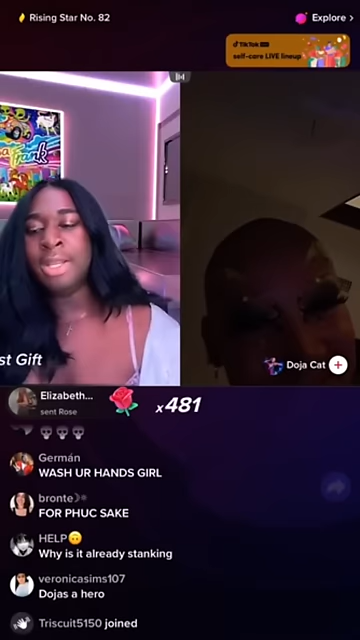 Rising Star No. 82
Explore >
TikTok LIVE
self-care LIVE lineup
Frank
st Gift
Doja Cat
Elizabeth...
sent Rose
x481
Germán
WASH UR HANDS GIRL
bronte☽
FOR PHUC SAKE
HELP🙃
Why is it already stanking
veronicasims107
Dojas a hero
Triscuit5150 joined